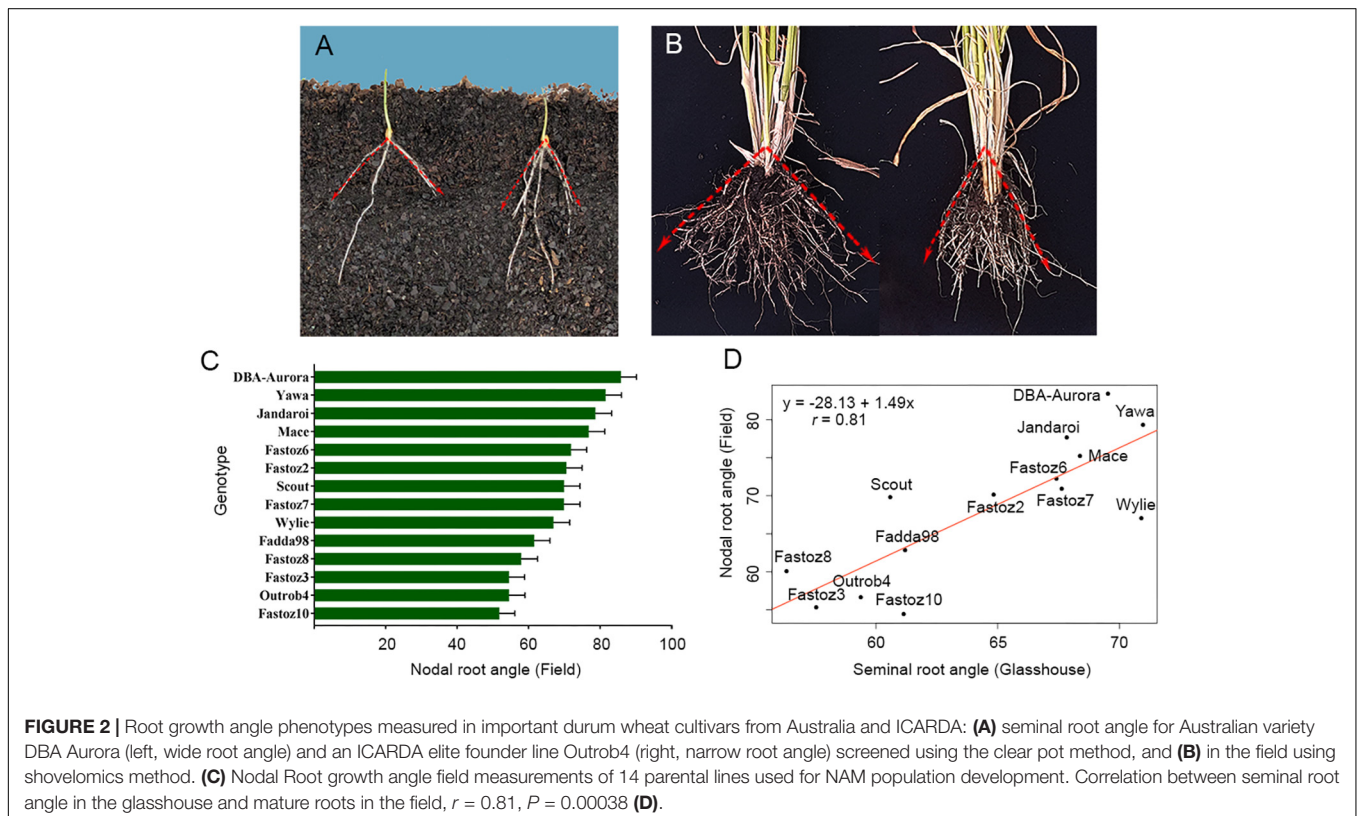 A
B
C
DBA-Aurora
Yawa
Jandaroi
Mace
Fastoz6
Fastoz2
Scout
Fastoz7
Wylie
Fadda98
Fastoz8
Fastoz3
Outrob4
Fastoz10
Genotype
20 40 60 80 100
Nodal root angle (Field)
D
y = -28.13 + 1.49x
r = 0.81
DBA-Aurora
Yawa
Jandaroi
Mace
Fastoz6
Scout
Fastoz2
Fastoz7
Wylie
Fadda98
Fastoz8
Outrob4
Fastoz3
Fastoz10
80
70
60
Nodal root angle (Field)
60 65 70
Seminal root angle (Glasshouse)
FIGURE 2 | Root growth angle phenotypes measured in important durum wheat cultivars from Australia and ICARDA: (A) seminal root angle for Australian variety
DBA Aurora (left, wide root angle) and an ICARDA elite founder line Outrob4 (right, narrow root angle) screened using the clear pot method, and (B) in the field using
shovelomics method. (C) Nodal Root growth angle field measurements of 14 parental lines used for NAM population development. Correlation between seminal root
angle in the glasshouse and mature roots in the field, r = 0.81, P = 0.00038 (D).